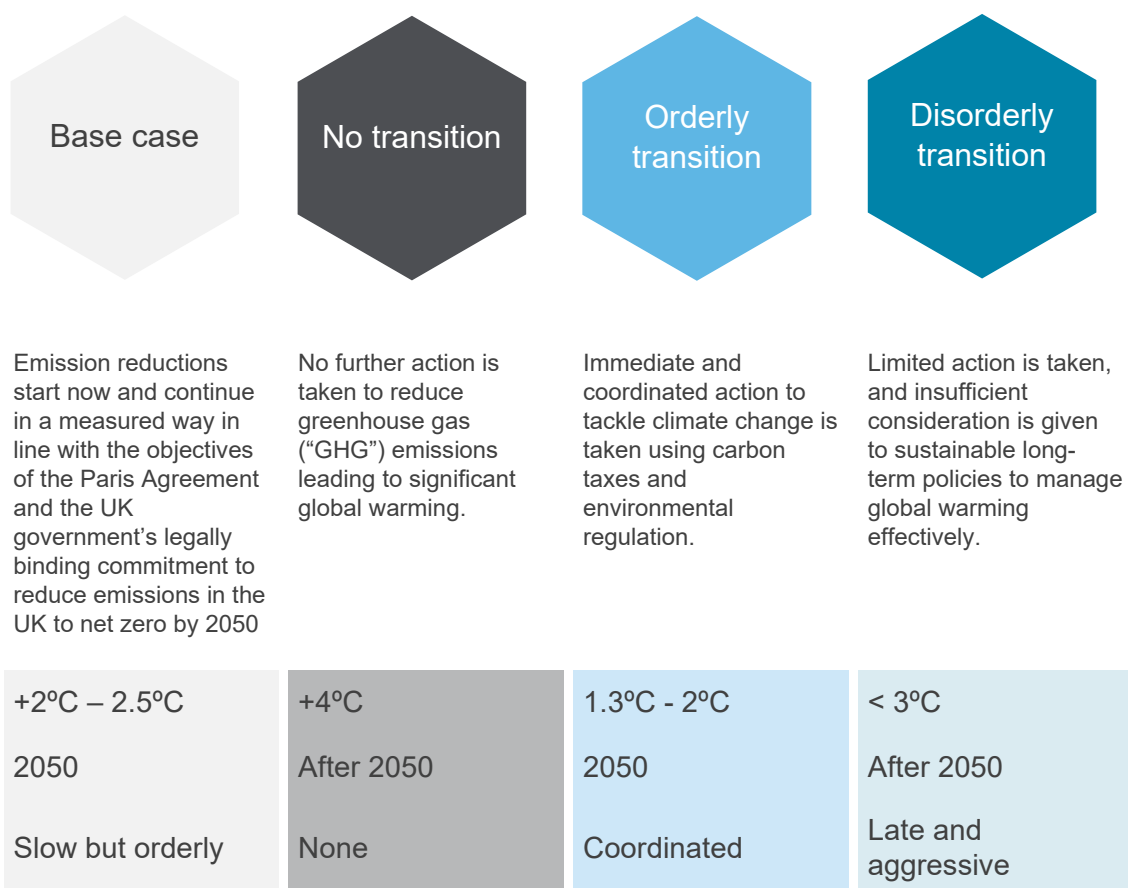 Base case
No transition
Orderly
transition
Disorderly
transition
Emission reductions
start now and continue
in a measured way in
line with the objectives
of the Paris Agreement
and the UK
government’s legally
binding commitment to
reduce emissions in the
UK to net zero by 2050
No further action is
taken to reduce
greenhouse gas
(“GHG”) emissions
leading to significant
global warming.
Immediate and
coordinated action to
tackle climate change is
taken using carbon
taxes and
environmental
regulation.
Limited action is taken,
and insufficient
consideration is given
to sustainable long-
term policies to manage
global warming
effectively.
+2ºC – 2.5ºC
+4ºC
1.3ºC - 2ºC
< 3ºC
2050
After 2050
2050
After 2050
Slow but orderly
None
Coordinated
Late and
aggressive